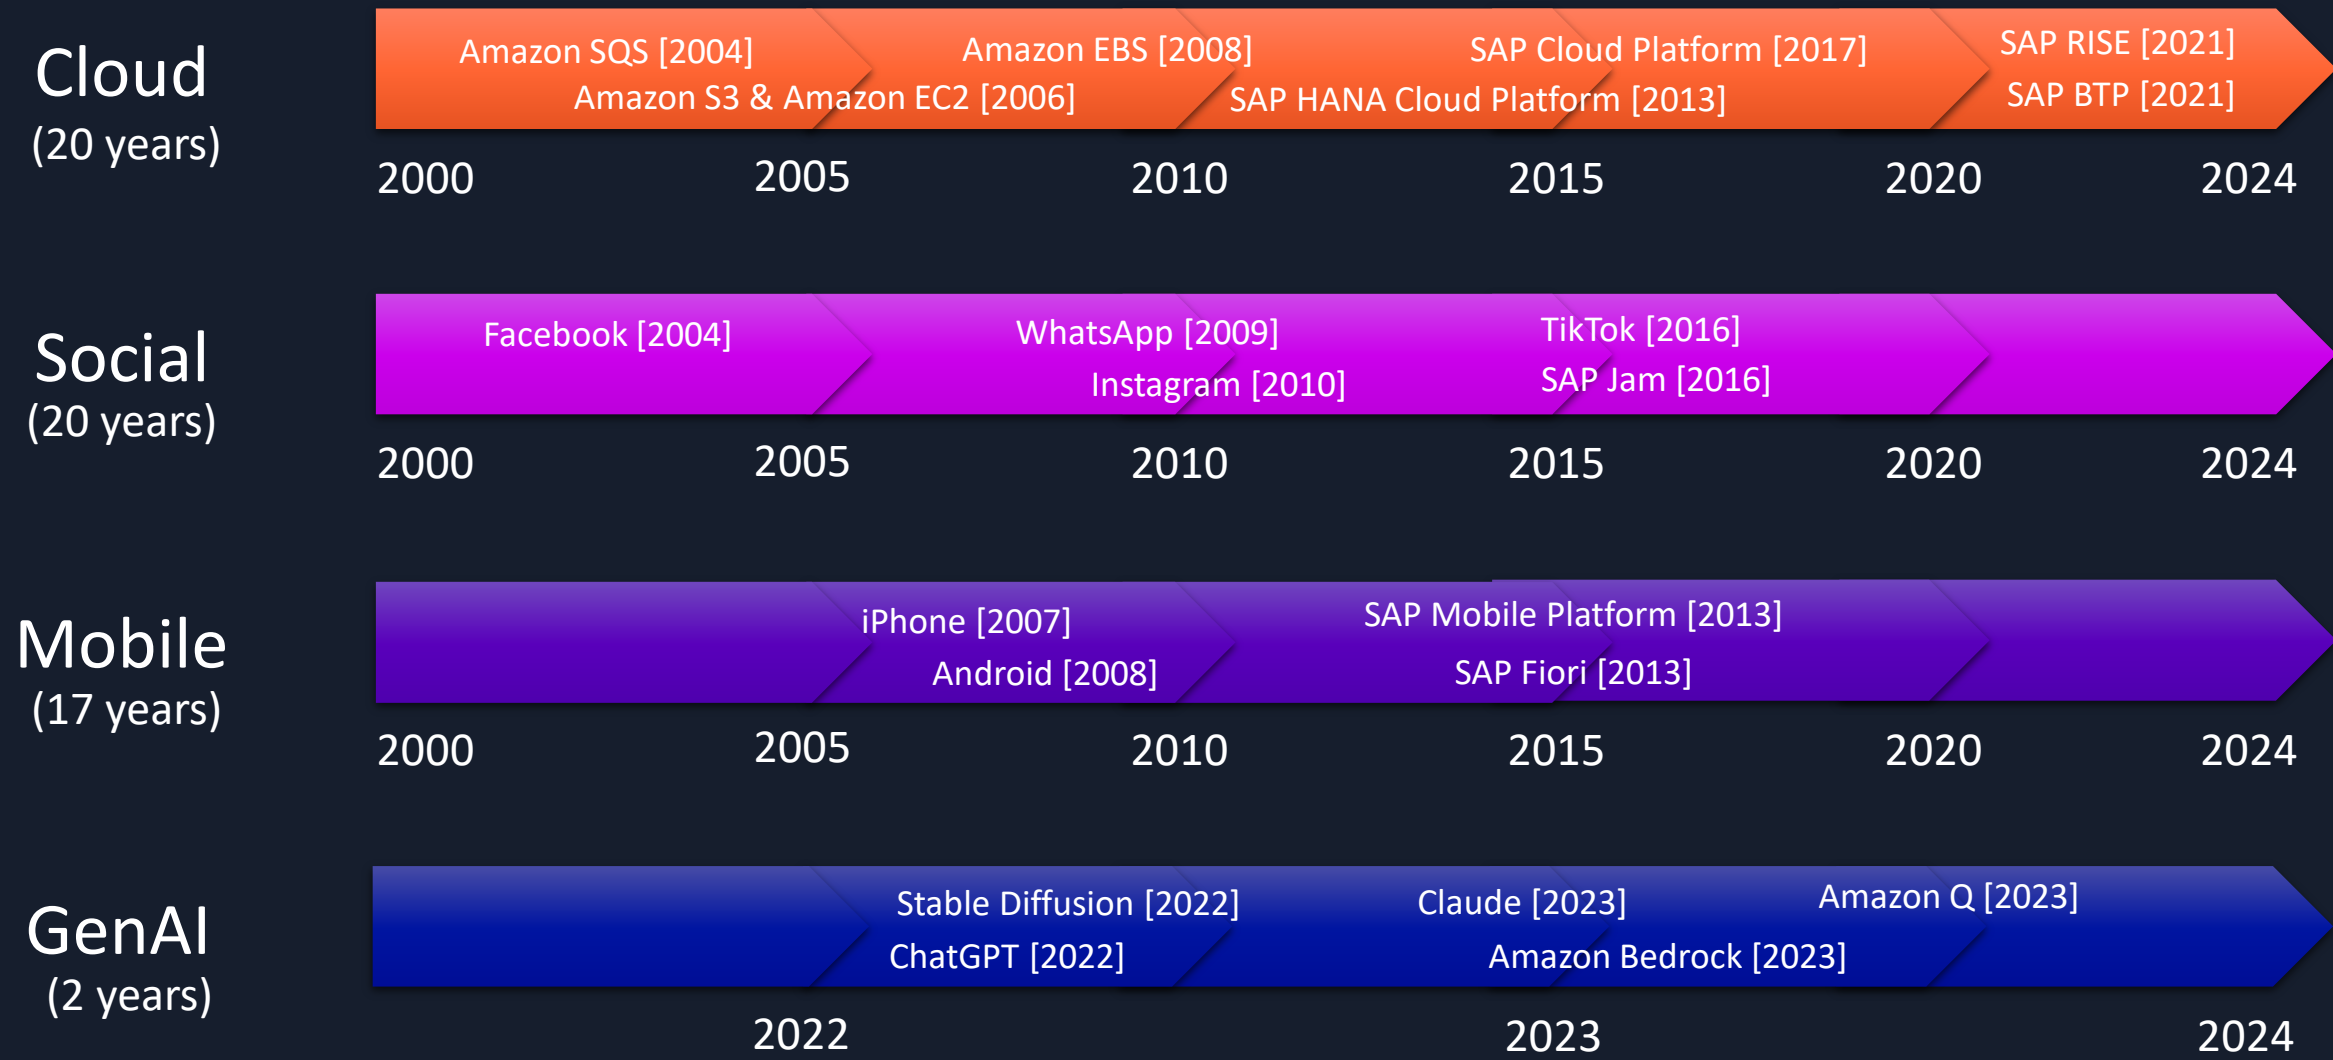 Cloud
(20 years)
Amazon SQS [2004]
Amazon EBS [2008]
SAP Cloud Platform [2017]
SAP RISE [2021]
Amazon S3 & Amazon EC2 [2006]
SAP HANA Cloud Platform [2013]
SAP BTP [2021]
2000
2005
2010
2015
2020
2024
Social
(20 years)
Facebook [2004]
WhatsApp [2009]
TikTok [2016]
Instagram [2010]
SAP Jam [2016]
2000
2005
2010
2015
2020
2024
Mobile
(17 years)
iPhone [2007]
SAP Mobile Platform [2013]
Android [2008]
SAP Fiori [2013]
2000
2005
2010
2015
2020
2024
GenAI
(2 years)
Stable Diffusion [2022]
Claude [2023]
Amazon Q [2023]
ChatGPT [2022]
Amazon Bedrock [2023]
2022
2023
2024